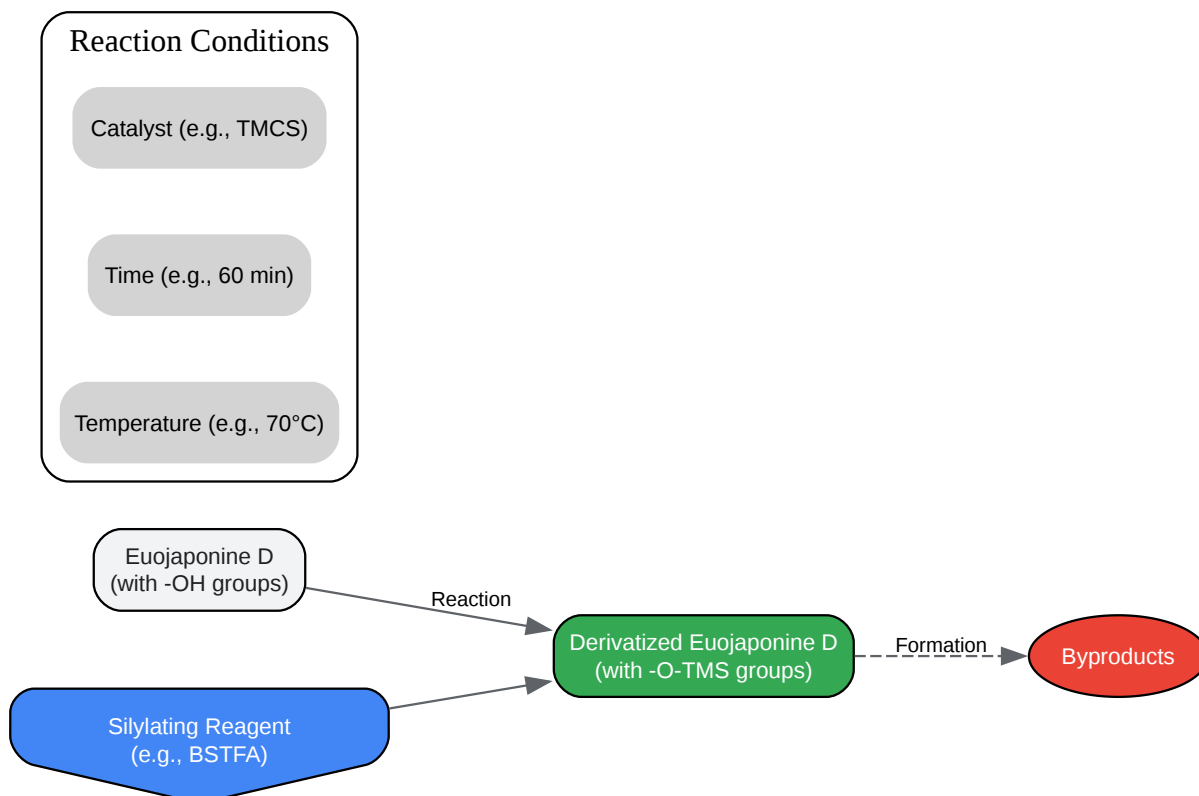 Reaction Conditions
Catalyst (e.g., TMCS)
Time (e.g., 60 min)
Temperature (e.g., 70°C)
Euojaponine D
(with -OH groups)
Reaction
Silylating Reagent
(e.g., BSTFA)
Derivatized Euojaponine D
(with -O-TMS groups)
Formation
Byproducts